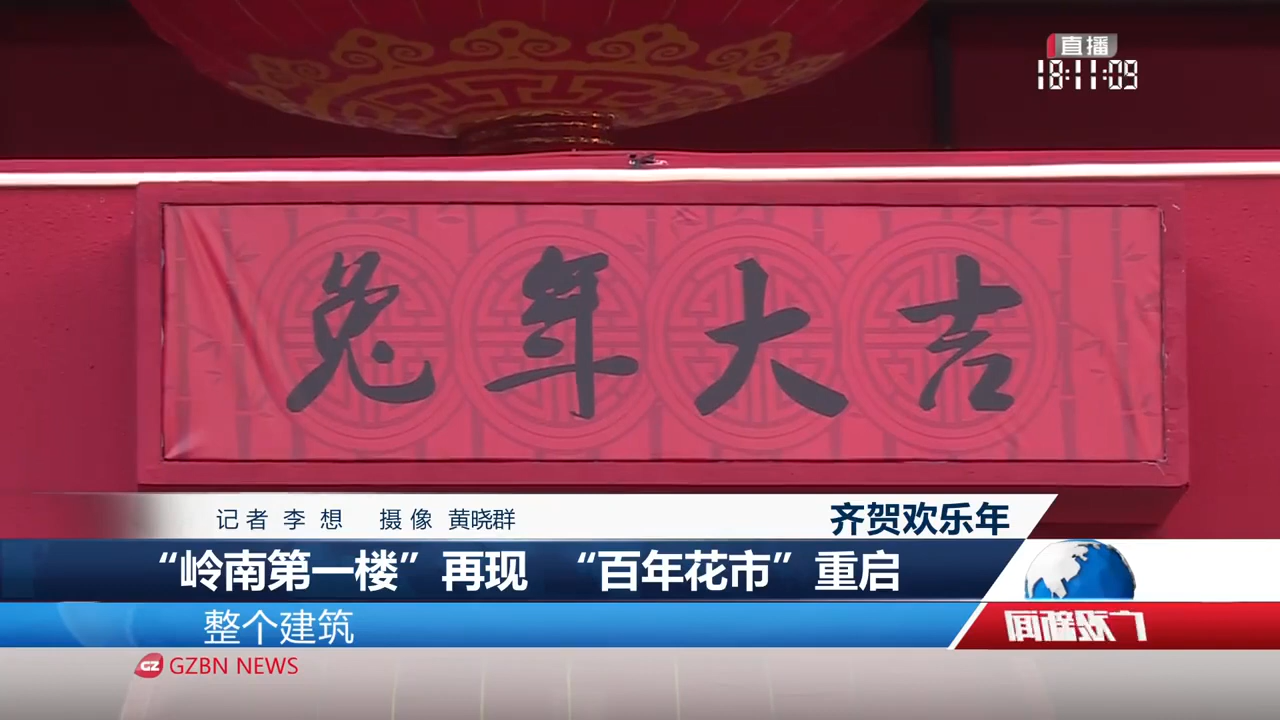 直播
18:11:09
兔年大吉
记者 李想 摄像 黄晓群
齐贺欢乐年
“岭南第一楼”再现 “百年花市”重启
整个建筑
GZ GZBN NEWS